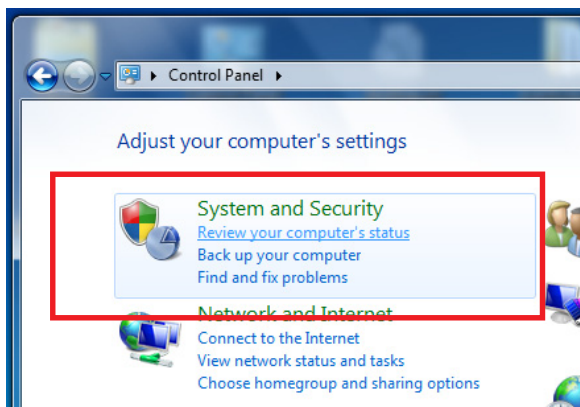 Control Panel
Adjust your computer's settings
System and Security
Review your computer's status
Back up your computer
Find and fix problems
Network and Internet
Connect to the Internet
View network status and tasks
Choose homegroup and sharing options